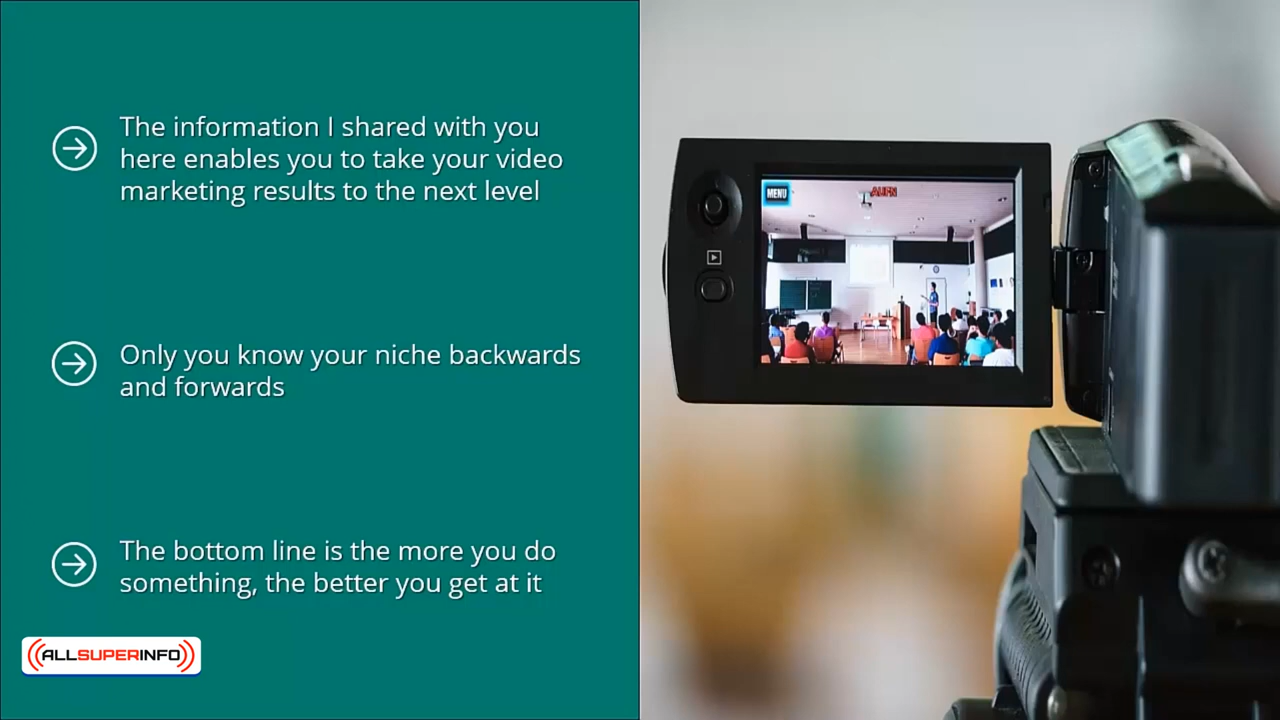 The information I shared with you
here enables you to take your video
marketing results to the next level
Only you know your niche backwards
and forwards
The bottom line is the more you do
something, the better you get at it
ALLSUPERINFO
MENU
AUFN